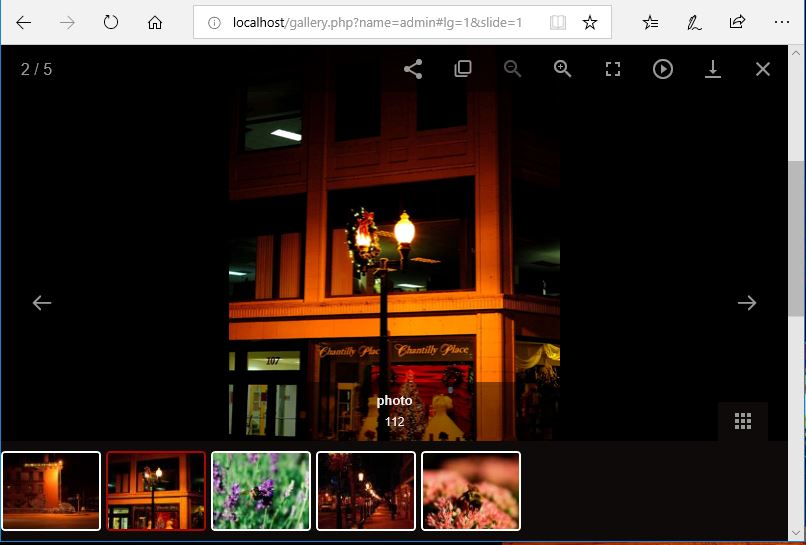 localhost/gallery.php?name=admin#lg=1&slide=1
2 / 5
107
Chantilly Place
Chantilly Place
photo
112